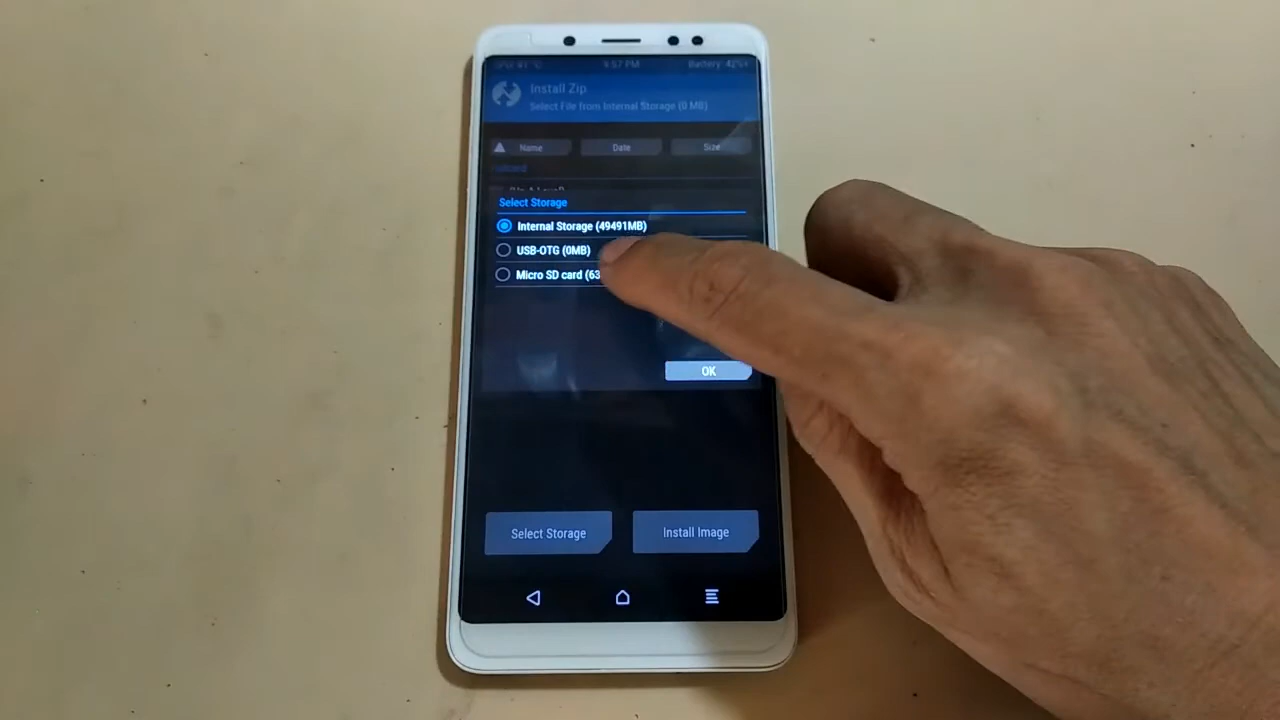 9:57 PM Battery: 42%+
Install Zip
Select File from Internal Storage (0 MB)
Name Date Size
Select Storage
Internal Storage (49491MB)
USB-OTG (0MB)
Micro SD card (63
OK
Select Storage Install Image